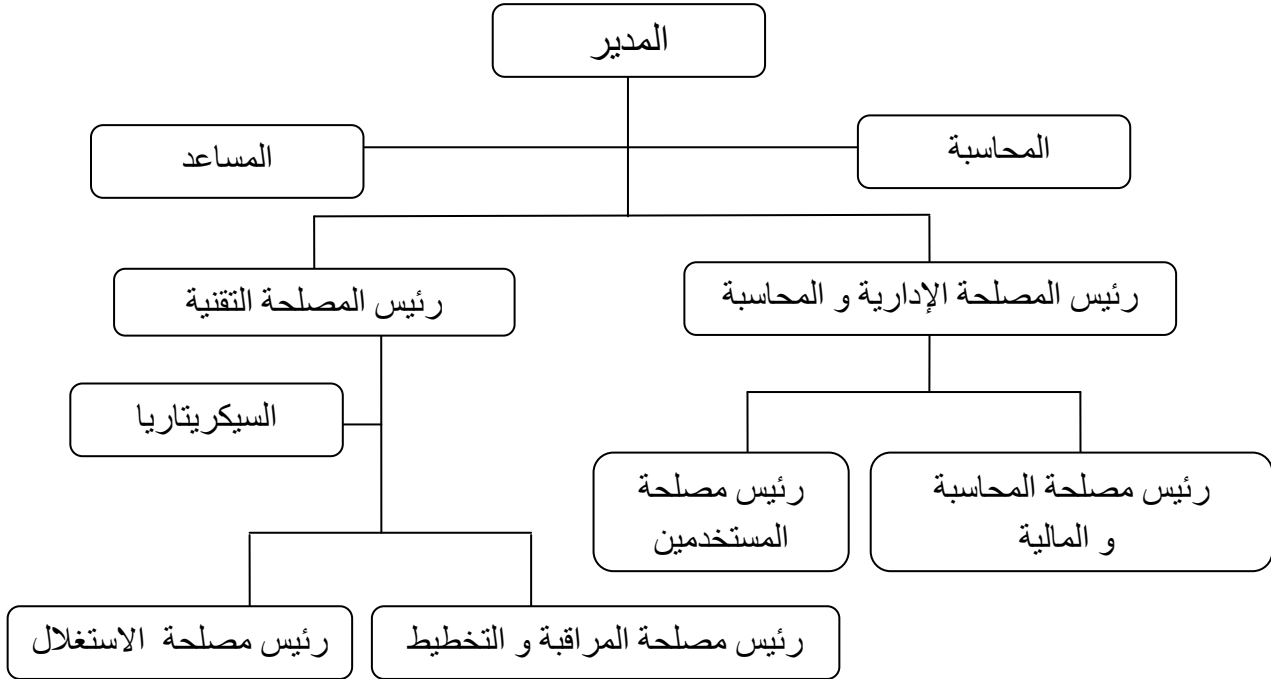 المدير
المحاسبة
المساعد
رئيس المصلحة الإدارية و المحاسبة
رئيس المصلحة التقنية
السيكريتاريا
رئيس مصلحة المحاسبة
و المالية
رئيس مصلحة
المستخدمين
رئيس مصلحة المراقبة و التخطيط
رئيس مصلحة الاستغلال